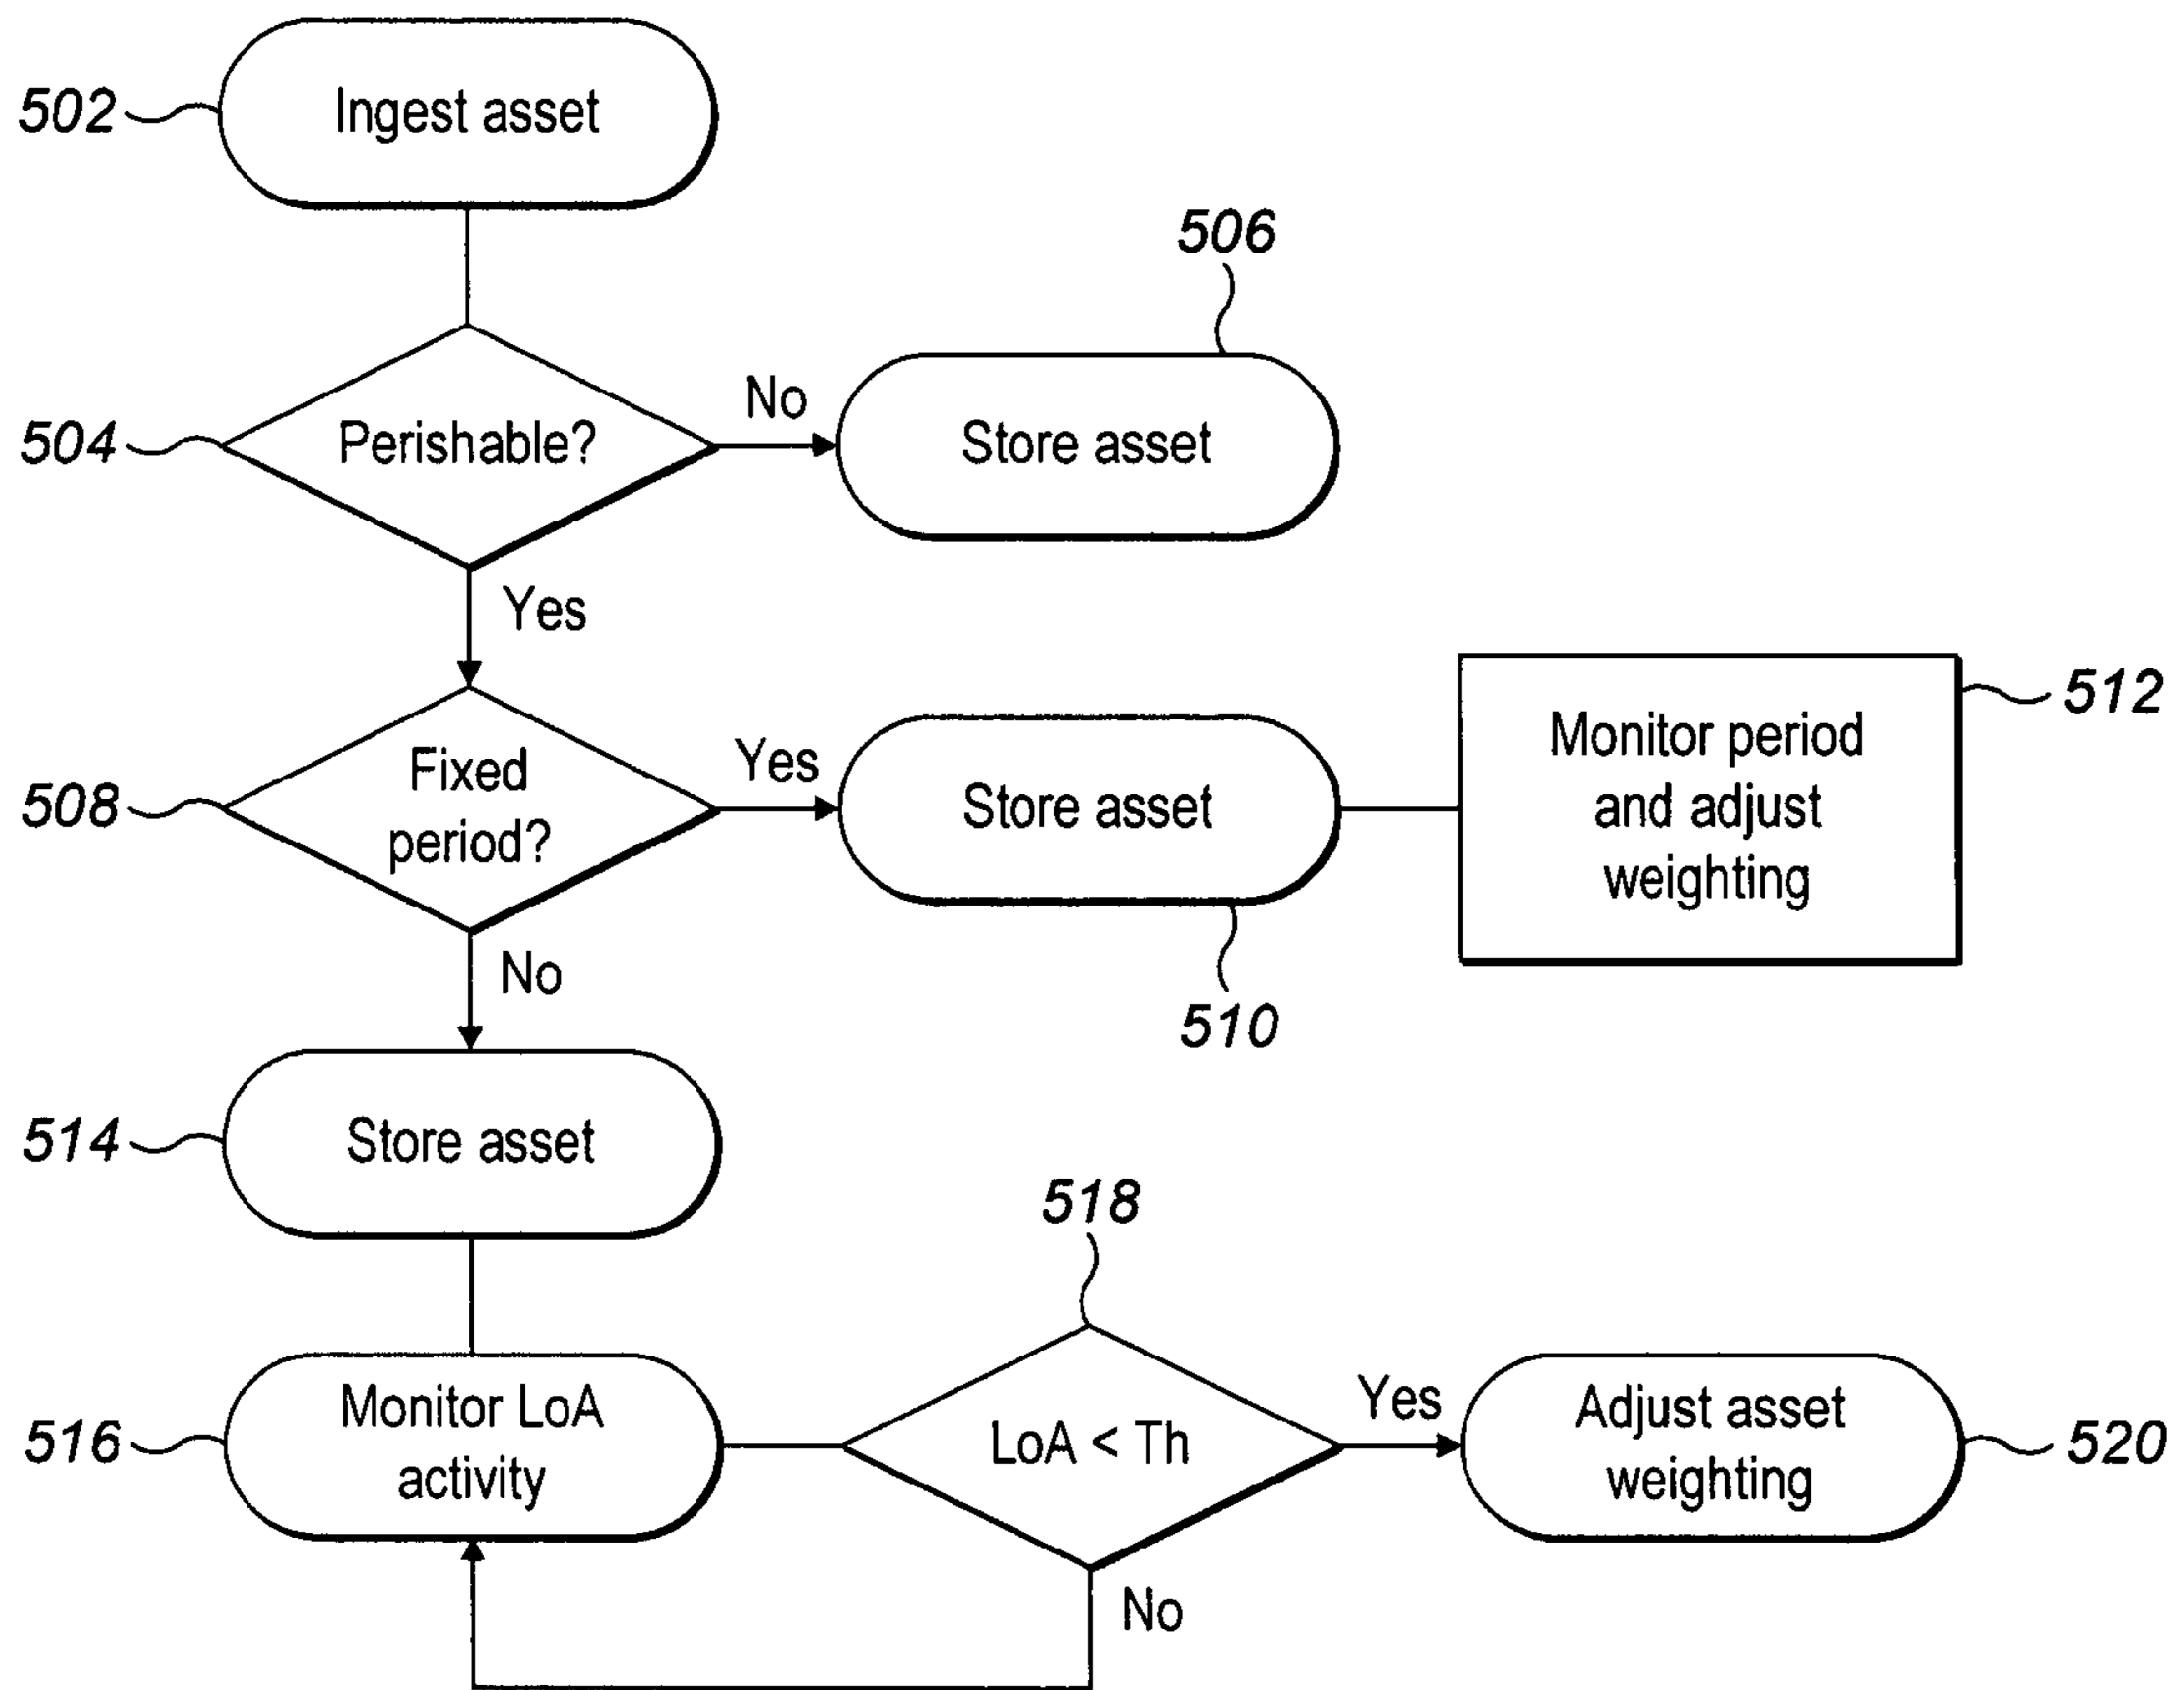 502
Ingest asset
506
504
Perishable?
No
Store asset
Yes
508
Fixed
period?
Yes
Store asset
510
Monitor period
and adjust
weighting
512
No
514
Store asset
518
516
Monitor LoA
activity
LoA < Th
Yes
Adjust asset
weighting
520
No